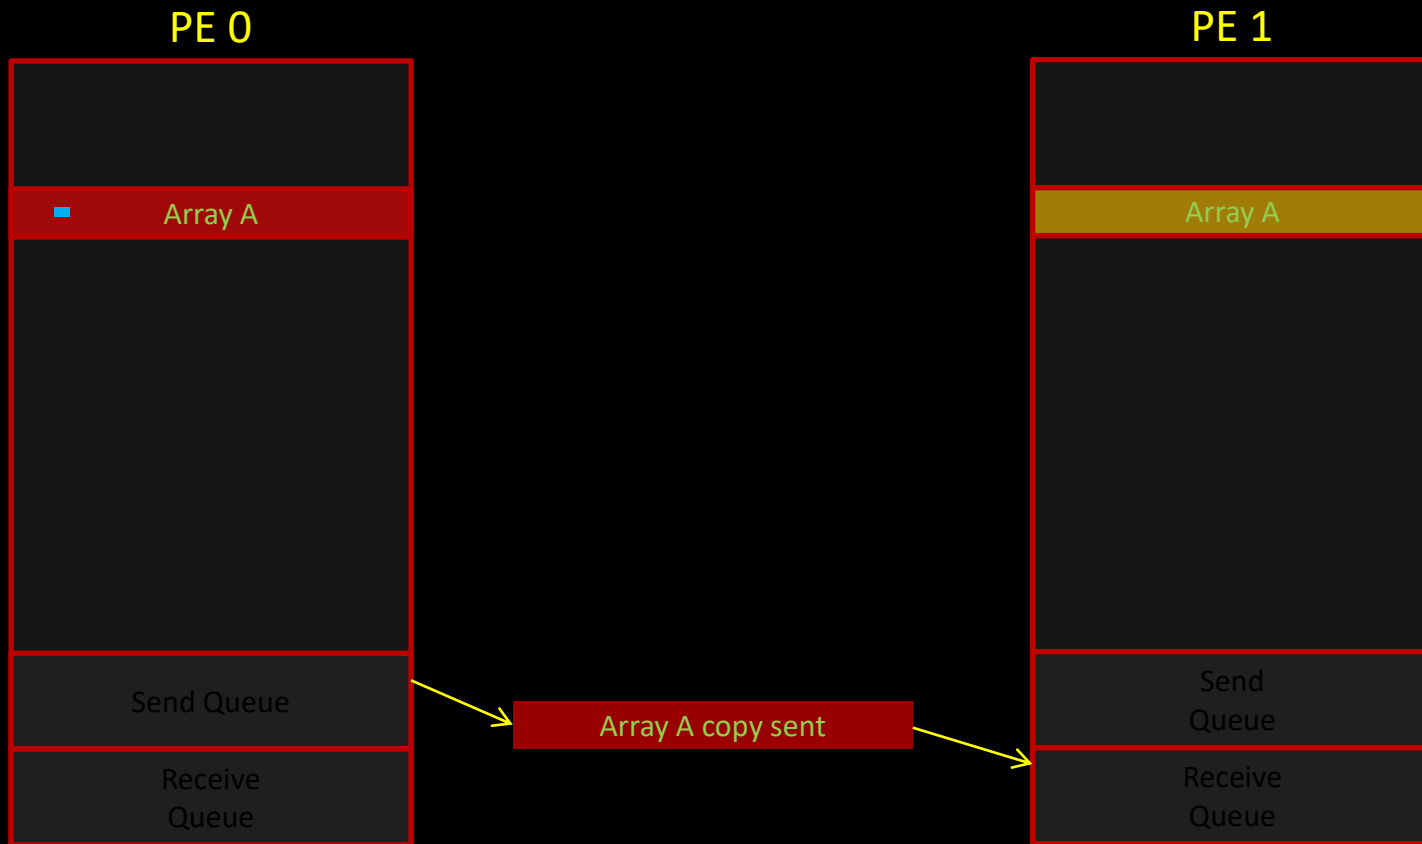 PE 0
PE 1
Array A
Array A
Send Queue
Array A copy sent
Send
Queue
Receive
Queue
Receive
Queue